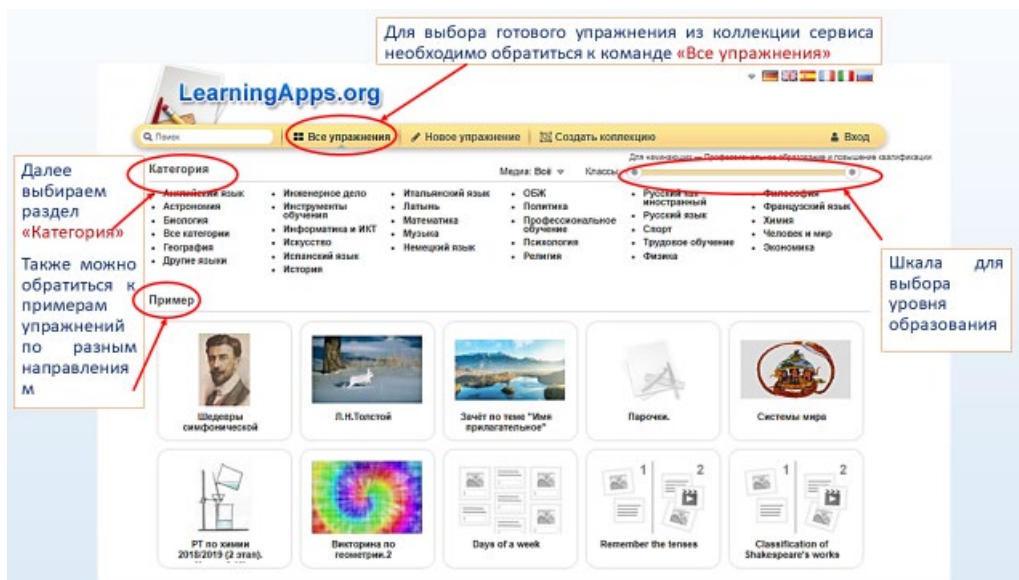 Для выбора готового упражнения из коллекции сервиса
необходимо обратиться к команде «Все упражнения»
LearningApps.org
Поиск
Все упражнения
Новое упражнение
Создать коллекцию
Вход
Далее
выбираем
раздел
«Категория»
Также можно
обратиться к
примерам
упражнений
по разным
направления
м
Категория
Медиа: Всё
Классы:
Для начинающих — Профессиональное образование и повышение квалификации
• Английский язык
• Астрономия
• Биология
• Все категории
• География
• Другие языки
• Инженерное дело
• Инструменты
обучения
• Информатика и ИКТ
• Искусство
• Испанский язык
• История
• Итальянский язык
• Латынь
• Математика
• Музыка
• Немецкий язык
• ОБЖ
• Политика
• Профессиональное
обучение
• Психология
• Религия
• Русский как
иностранный
• Русский язык
• Спорт
• Трудовое обучение
• Физика
• Философия
• Французский язык
• Химия
• Человек и мир
• Экономика
Шкала для
выбора
уровня
образования
Пример
Шедевры
симфонической
Л.Н.Толстой
Зачёт по теме "Имя
прилагательное"
Парочки.
Системы мира
РТ по химии
2018/2019 (2 этап).
Викторина по
геометрии.2
Days of a week
1 2
Remember the tenses
1 2
Classification of
Shakespeare's works